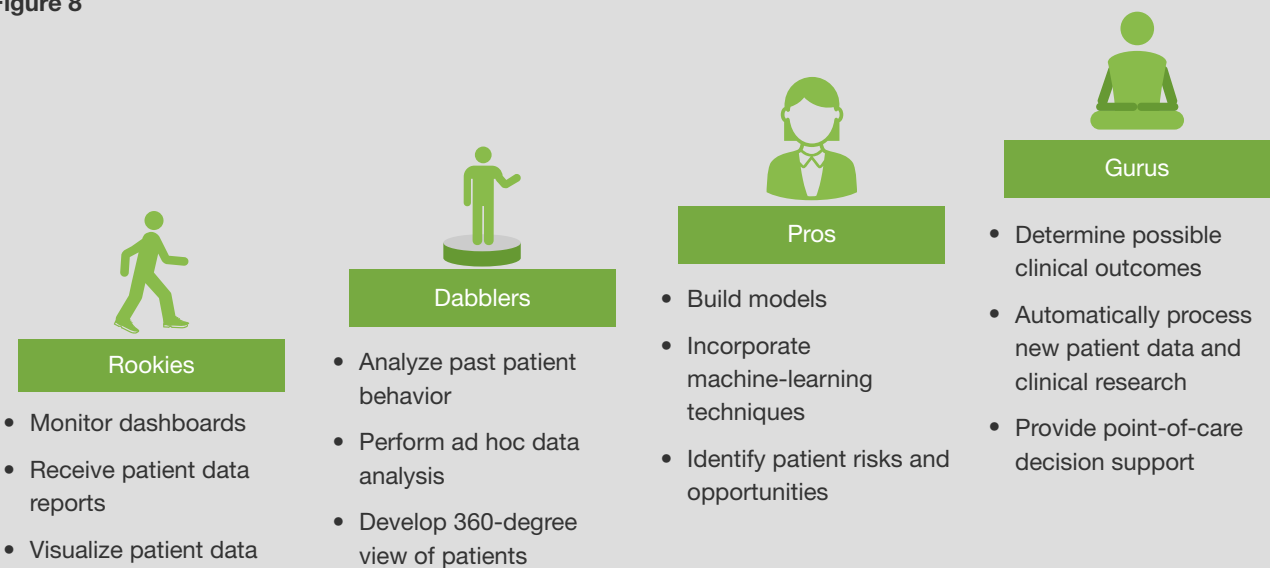 Figure 8
Rookies
• Monitor dashboards
• Receive patient data
reports
• Visualize patient data
Dabblers
• Analyze past patient
behavior
• Perform ad hoc data
analysis
• Develop 360-degree
view of patients
Pros
• Build models
• Incorporate
machine-learning
techniques
• Identify patient risks and
opportunities
Gurus
• Determine possible
clinical outcomes
• Automatically process
new patient data and
clinical research
• Provide point-of-care
decision support